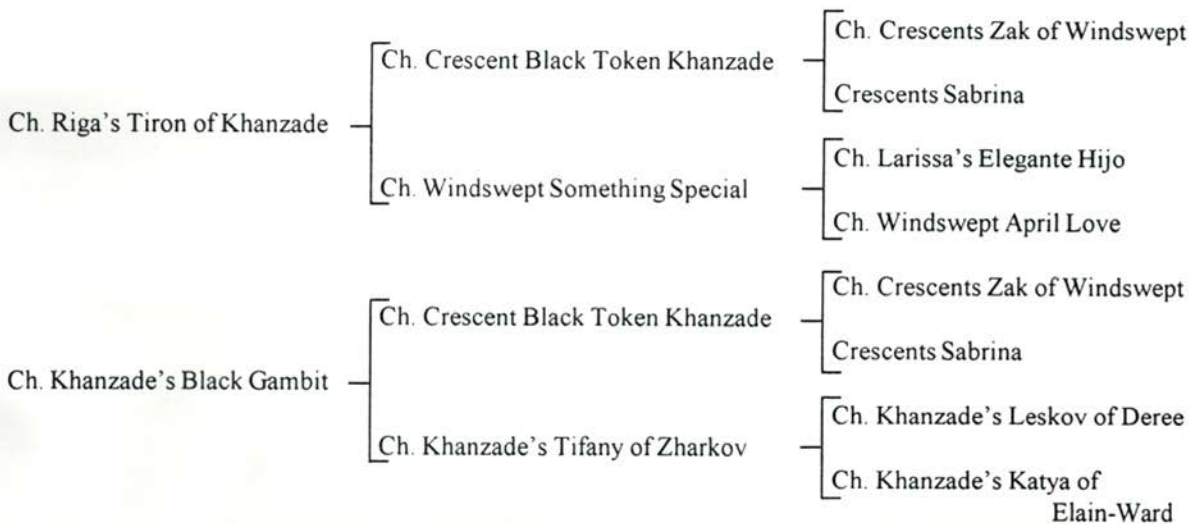 Ch. Crescents Zak of Windswept
Ch. Crescent Black Token Khanzade
Crescents Sabrina
Ch. Riga's Tiron of Khanzade
Ch. Larissa's Elegante Hijo
Ch. Windswept Something Special
Ch. Windswept April Love
Ch. Crescents Zak of Windswept
Ch. Crescent Black Token Khanzade
Crescents Sabrina
Ch. Khanzade's Black Gambit
Ch. Khanzade's Leskov of Deree
Ch. Khanzade's Tifany of Zharkov
Ch. Khanzade's Katya of
Elain-Ward